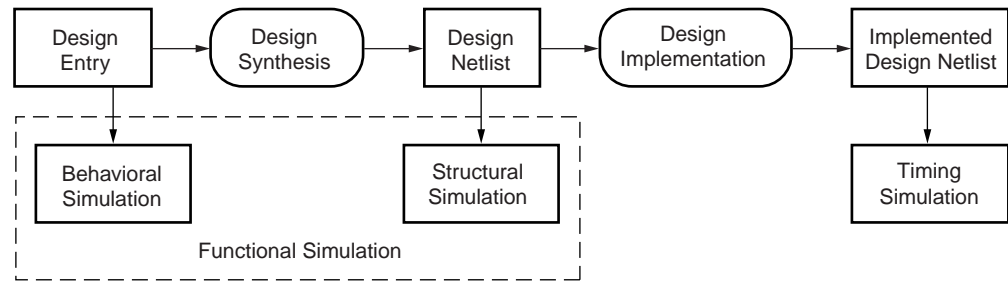 Design
Entry
Design
Synthesis
Design
Netlist
Design
Implementation
Implemented
Design Netlist
Behavioral
Simulation
Structural
Simulation
Timing
Simulation
Functional Simulation